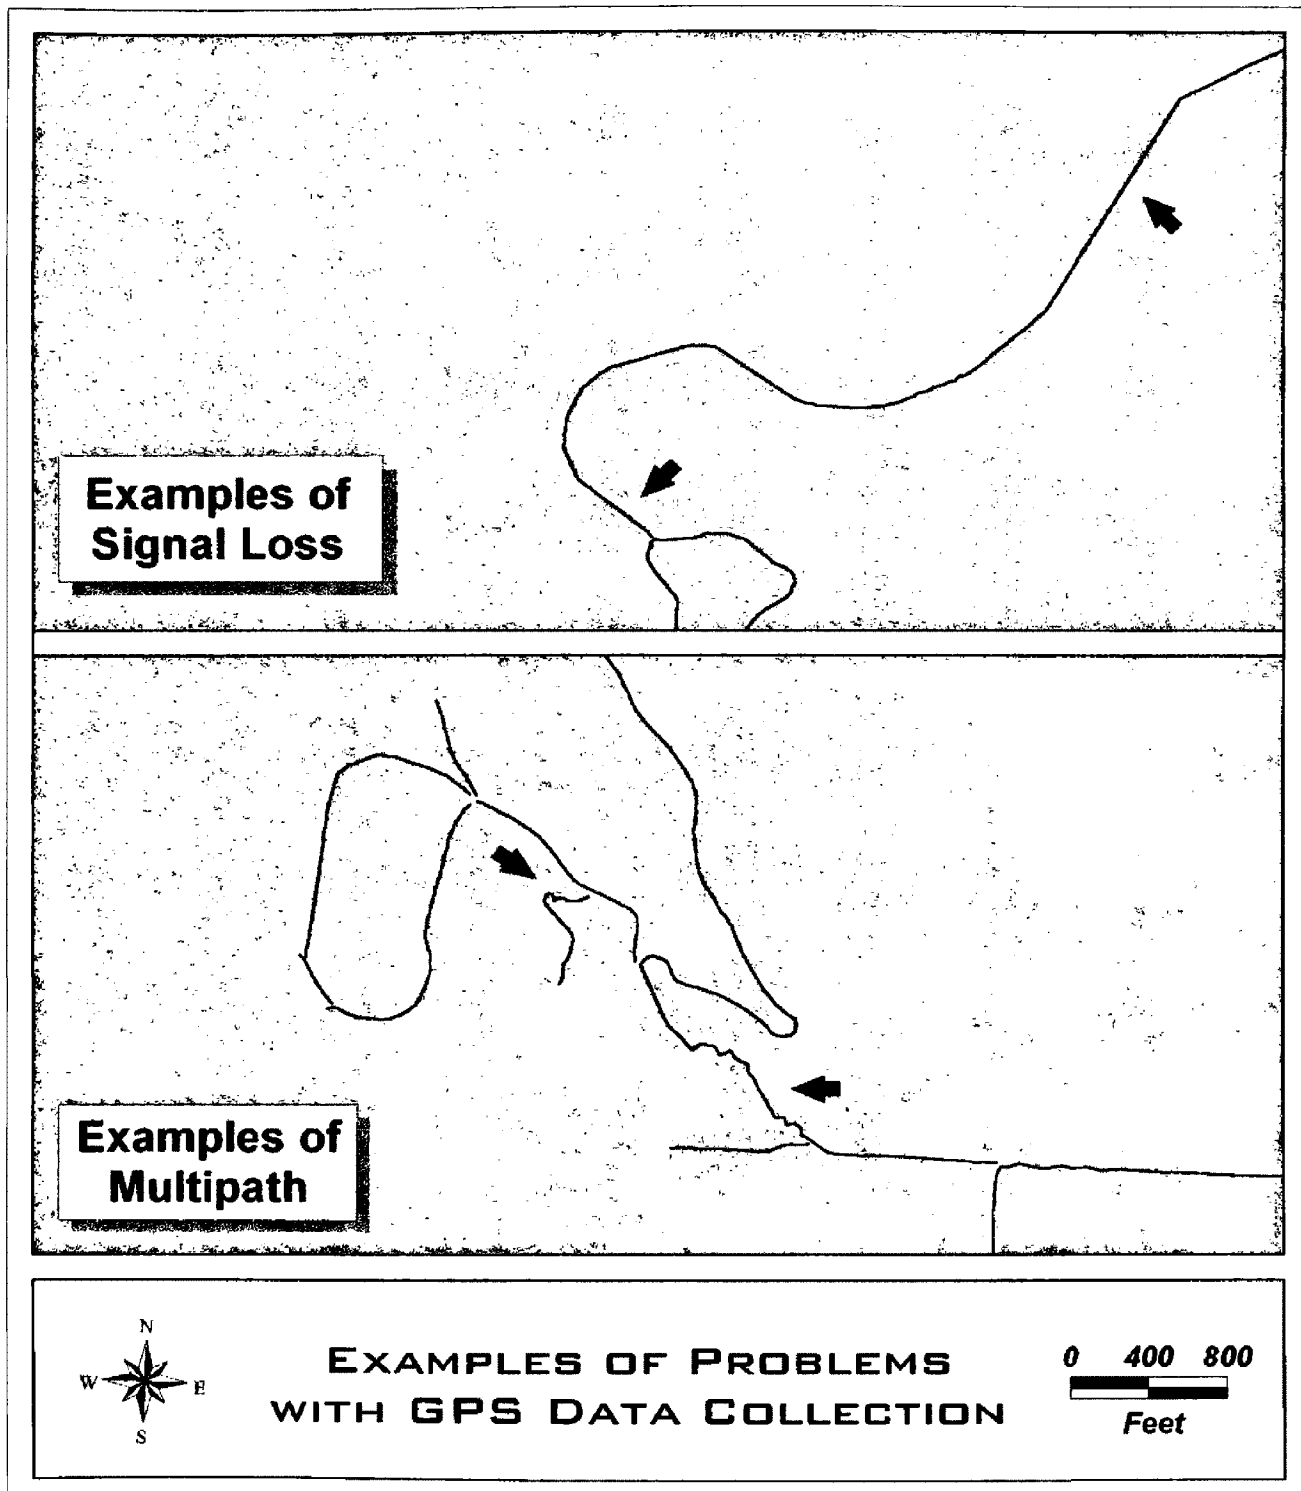 Examples of
Signal Loss
Examples of
Multipath
N
W
E
S
EXAMPLES OF PROBLEMS
WITH GPS DATA COLLECTION
0 400 800
Feet